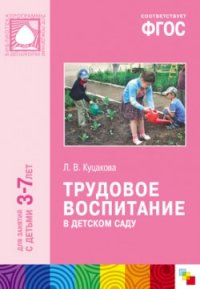 СООТВЕТСТВУЕТ
ФГОС
Л. В. Куцакова
ТРУДОВОЕ
ВОСПИТАНИЕ
В ДЕТСКОМ САДУ
ДЛЯ ЗАНЯТИЙ
С ДЕТЬМИ 3-7 ЛЕТ